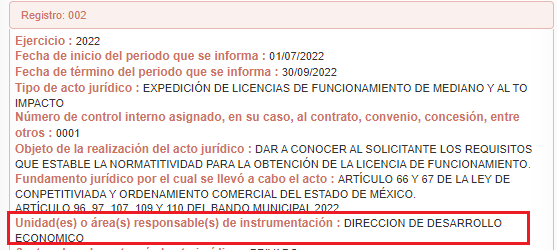 Registro: 002
Ejercicio : 2022
Fecha de inicio del periodo que se informa : 01/07/2022
Fecha de término del periodo que se informa : 30/09/2022
Tipo de acto jurídico : EXPEDICIÓN DE LICENCIAS DE FUNCIONAMIENTO DE MEDIANO Y AL TO
IMPACTO
Número de control interno asignado, en su caso, al contrato, convenio, concesión, entre
otros : 0001
Objeto de la realización del acto jurídico : DAR A CONOCER AL SOLICITANTE LOS REQUISITOS
QUE ESTABLE LA NORMATITIVIDAD PARA LA OBTENCIÓN DE LA LICENCIA DE FUNCIONAMIENTO.
Fundamento jurídico por el cual se llevó a cabo el acto : ARTÍCULO 66 Y 67 DE LA LEY DE
CONPETITIVIADA Y ORDENAMIENTO COMERCIAL DEL ESTADO DE MÉXICO.
ARTÍCULO 96, 97, 107, 109 Y 110 DEL BANDO MUNICIPAL 2022
Unidad(es) o área(s) responsable(s) de instrumentación : DIRECCION DE DESARROLLO
ECONOMICO